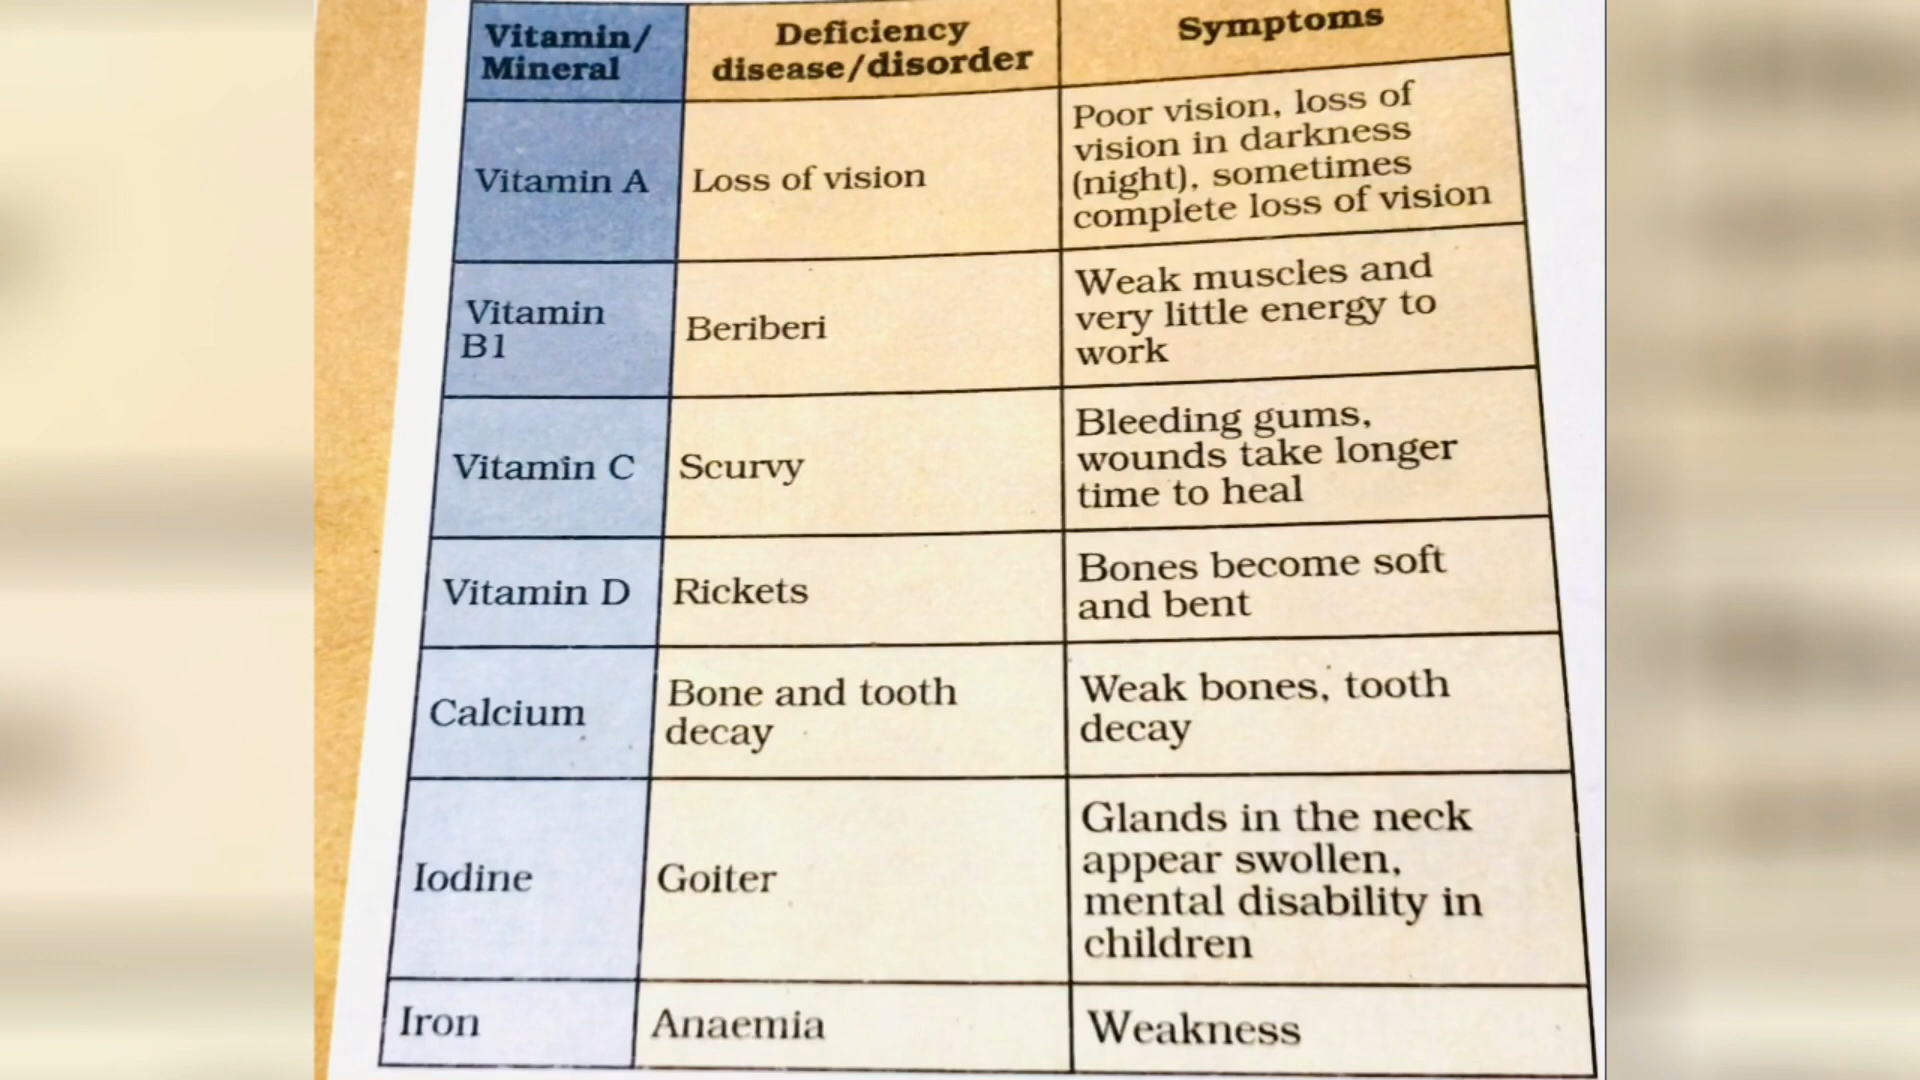 Vitamin/
Mineral
Deficiency
disease/disorder
Symptoms
Vitamin A
Loss of vision
Poor vision, loss of
vision in darkness
(night), sometimes
complete loss of vision
Vitamin
B1
Beriberi
Weak muscles and
very little energy to
work
Vitamin C
Scurvy
Bleeding gums,
wounds take longer
time to heal
Vitamin D
Rickets
Bones become soft
and bent
Calcium
Bone and tooth
decay
Weak bones, tooth
decay
Iodine
Goiter
Glands in the neck
appear swollen,
mental disability in
children
Iron
Anaemia
Weakness